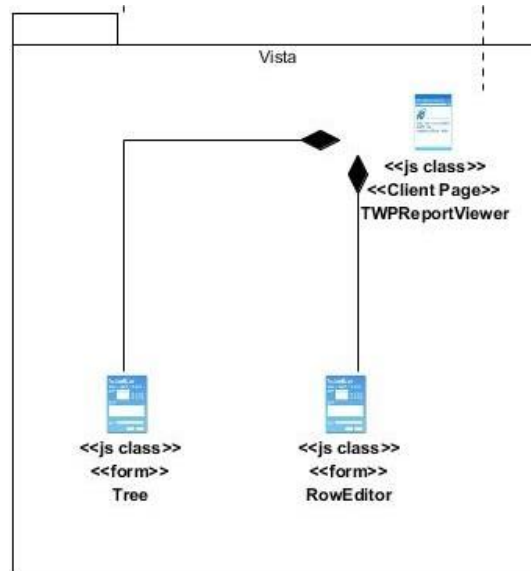 Vista
<<js class>>
<<Client Page>>
TWPReportViewer
<<js class>>
<<form>>
Tree
<<js class>>
<<form>>
RowEditor